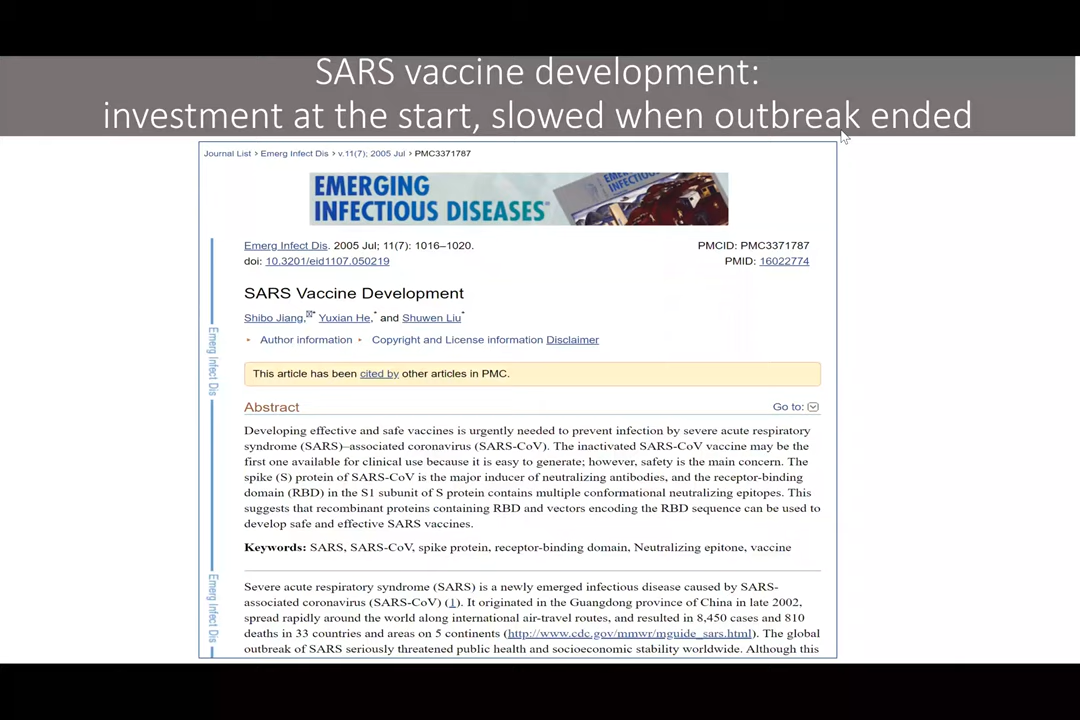 SARS vaccine development:
investment at the start, slowed when outbreak ended
Journal List > Emerg Infect Dis > v.11(7); 2005 Jul > PMC3371787
EMERGING
INFECTIOUS DISEASES
Emerg Infect Dis. 2005 Jul; 11(7): 1016–1020.
PMCID: PMC3371787
doi: 10.3201/eid1107.050219
PMID: 16022774
SARS Vaccine Development
Shibo Jiang,* Yuxian He,* and Shuwen Liu*
Author information Copyright and License information Disclaimer
This article has been cited by other articles in PMC.
Abstract
Go to:
Developing effective and safe vaccines is urgently needed to prevent infection by severe acute respiratory
syndrome (SARS)–associated coronavirus (SARS-CoV). The inactivated SARS-CoV vaccine may be the
first one available for clinical use because it is easy to generate; however, safety is the main concern. The
spike (S) protein of SARS-CoV is the major inducer of neutralizing antibodies, and the receptor-binding
domain (RBD) in the S1 subunit of S protein contains multiple conformational neutralizing epitopes. This
suggests that recombinant proteins containing RBD and vectors encoding the RBD sequence can be used to
develop safe and effective SARS vaccines.
Keywords: SARS, SARS-CoV, spike protein, receptor-binding domain, Neutralizing epitone, vaccine
Severe acute respiratory syndrome (SARS) is a newly emerged infectious disease caused by SARS-
associated coronavirus (SARS-CoV) (1). It originated in the Guangdong province of China in late 2002,
spread rapidly around the world along international air-travel routes, and resulted in 8,450 cases and 810
deaths in 33 countries and areas on 5 continents (http://www.cdc.gov/mmwr/mguide_sars.html). The global
outbreak of SARS seriously threatened public health and socioeconomic stability worldwide. Although this
Emerg Infect Dis
Emerg Infect Dis